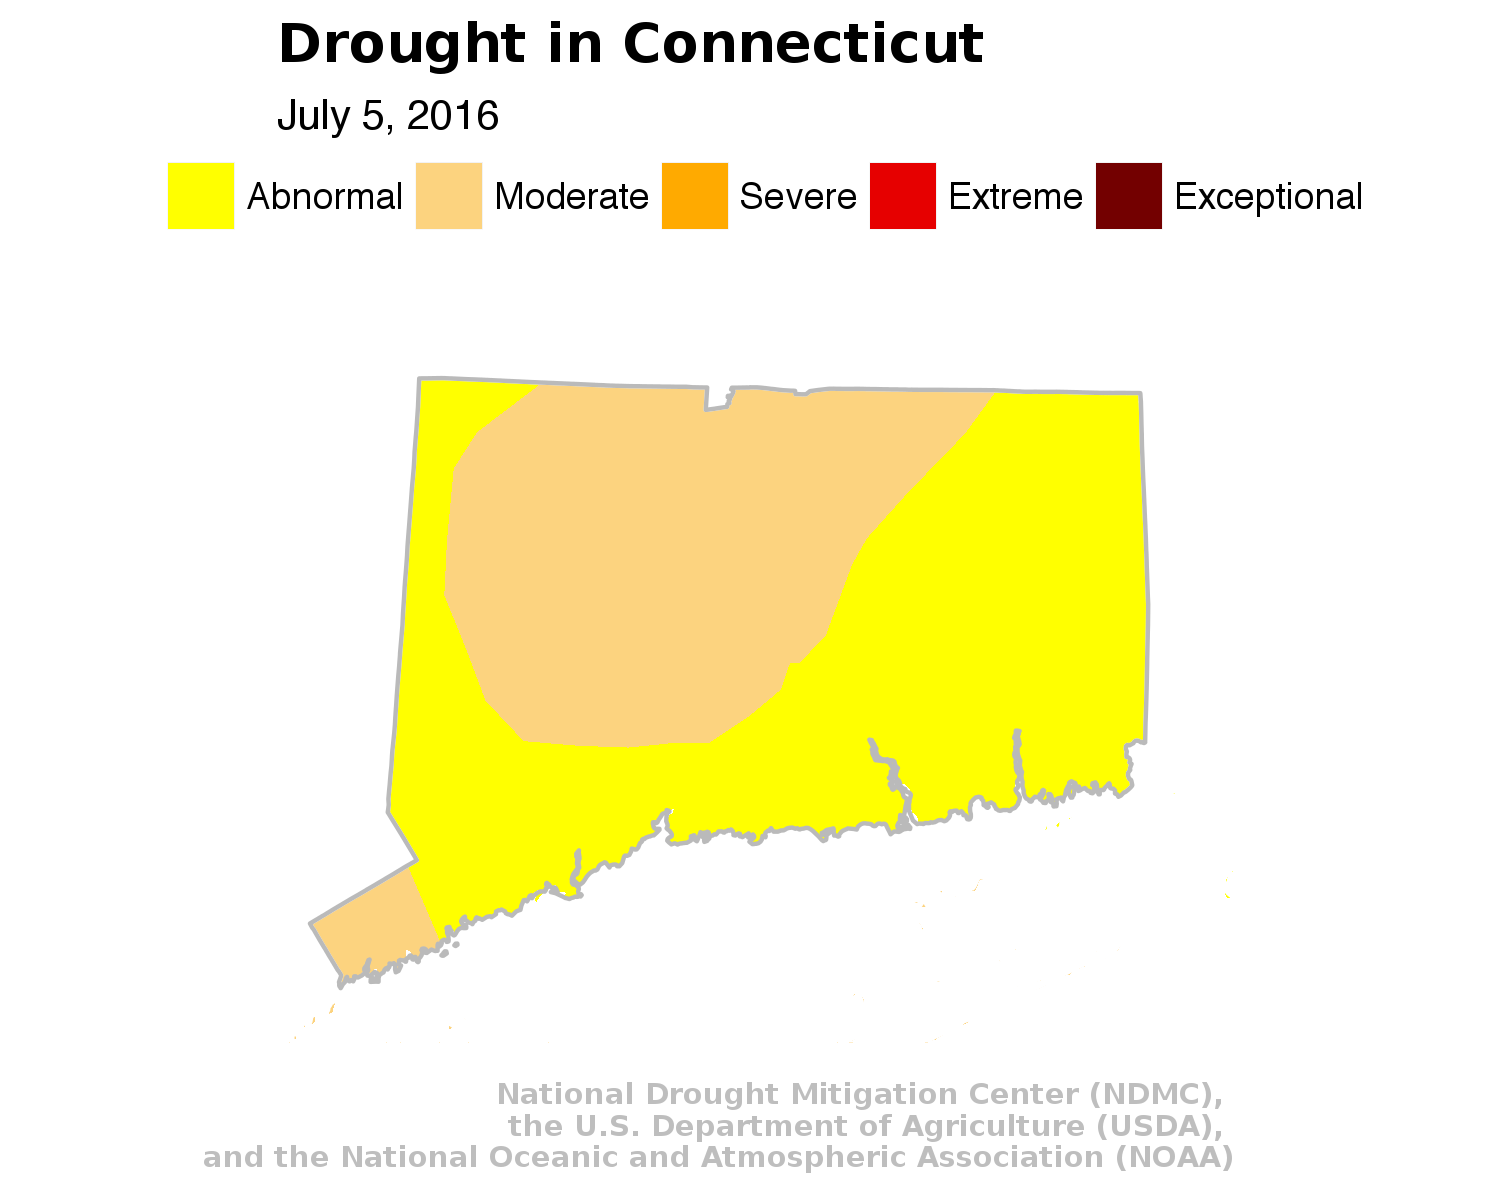 Drought in Connecticut
July 5, 2016
Abnormal Moderate Severe Extreme Exceptional
National Drought Mitigation Center (NDMC),
the U.S. Department of Agriculture (USDA),
and the National Oceanic and Atmospheric Association (NOAA)